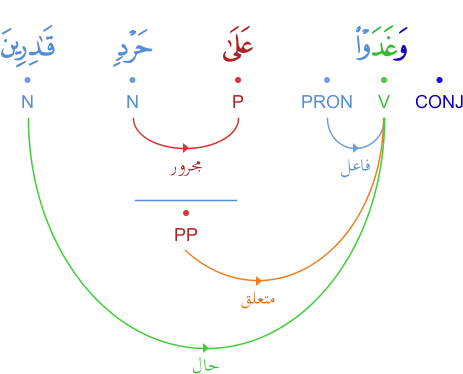 وَغَدَوْا۟ عَلَىٰ حَرْدٍ قَـٰدِرِينَ
CONJ V PRON P N N
فاعل
مجرور
PP
متعلق
حال